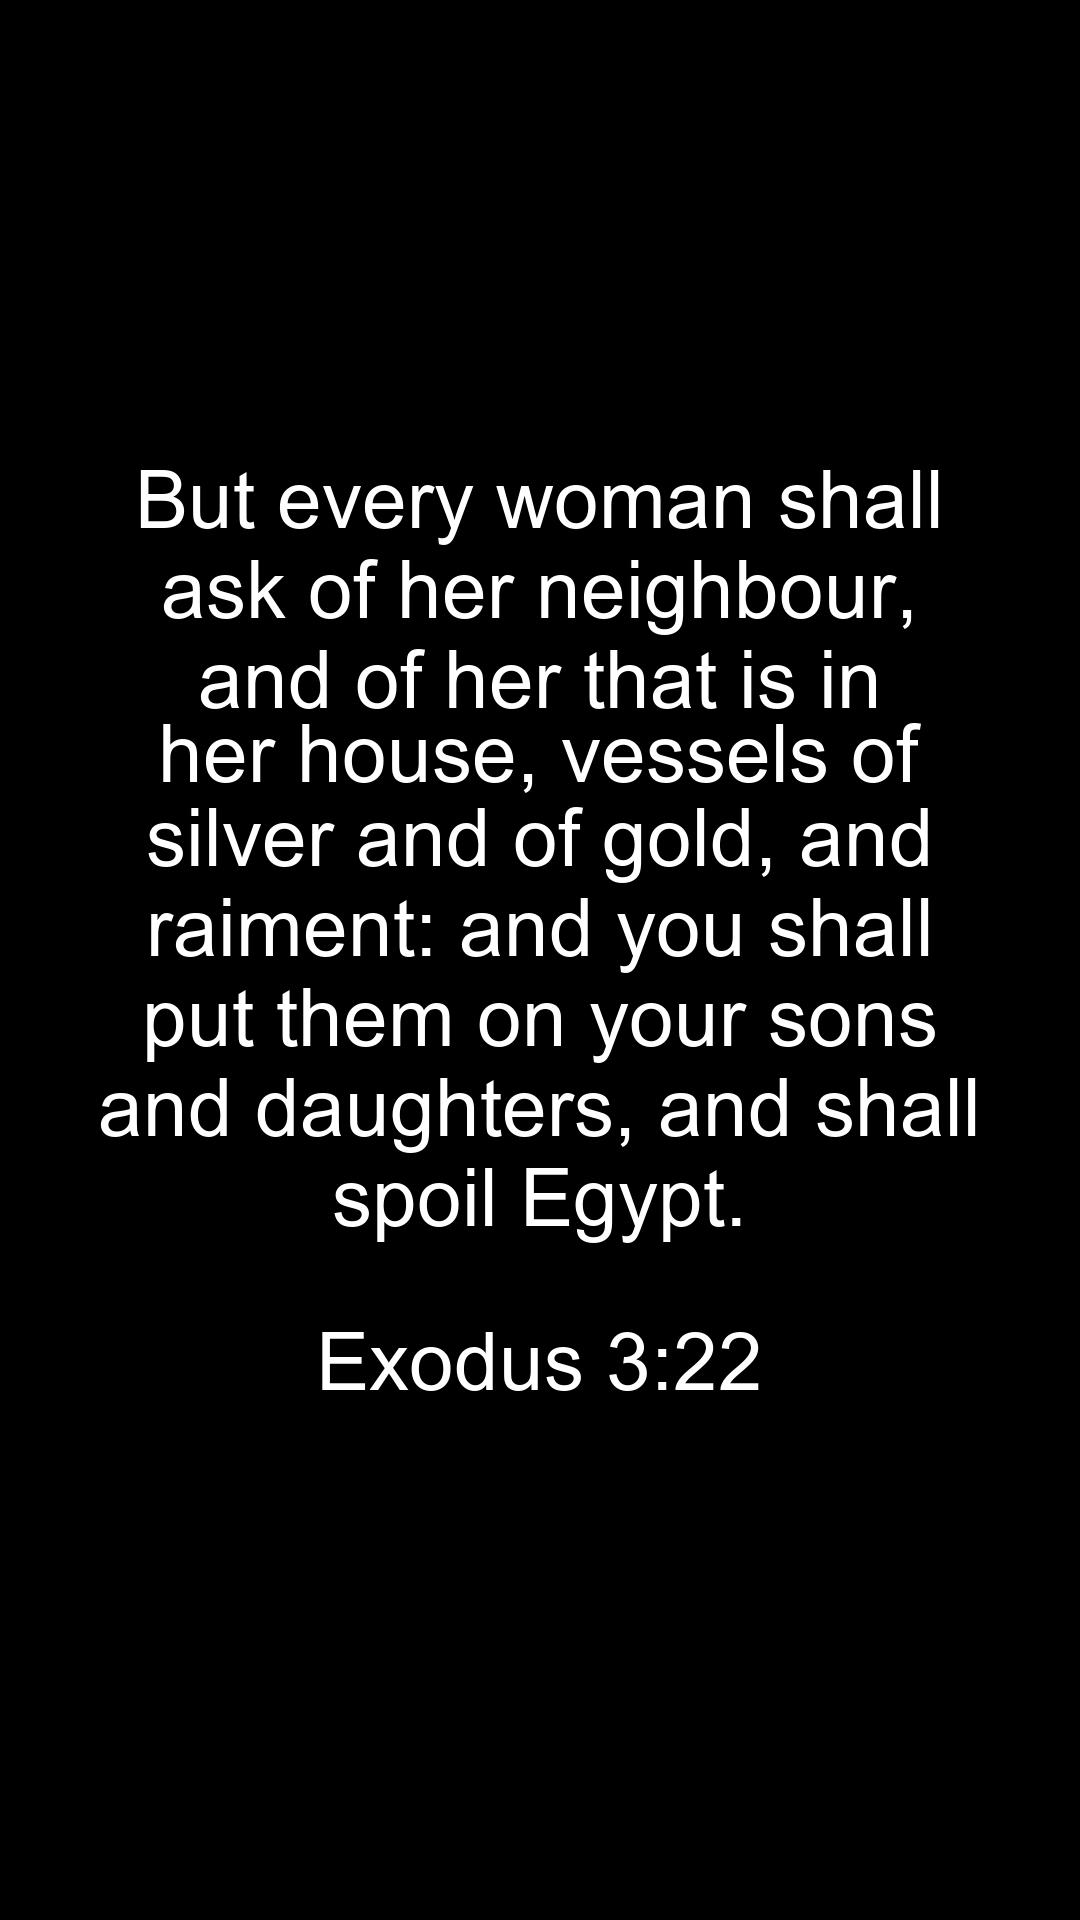 But every woman shall
ask of her neighbour,
and of her that is in
her house, vessels of
silver and of gold, and
raiment: and you shall
put them on your sons
and daughters, and shall
spoil Egypt.
Exodus 3:22